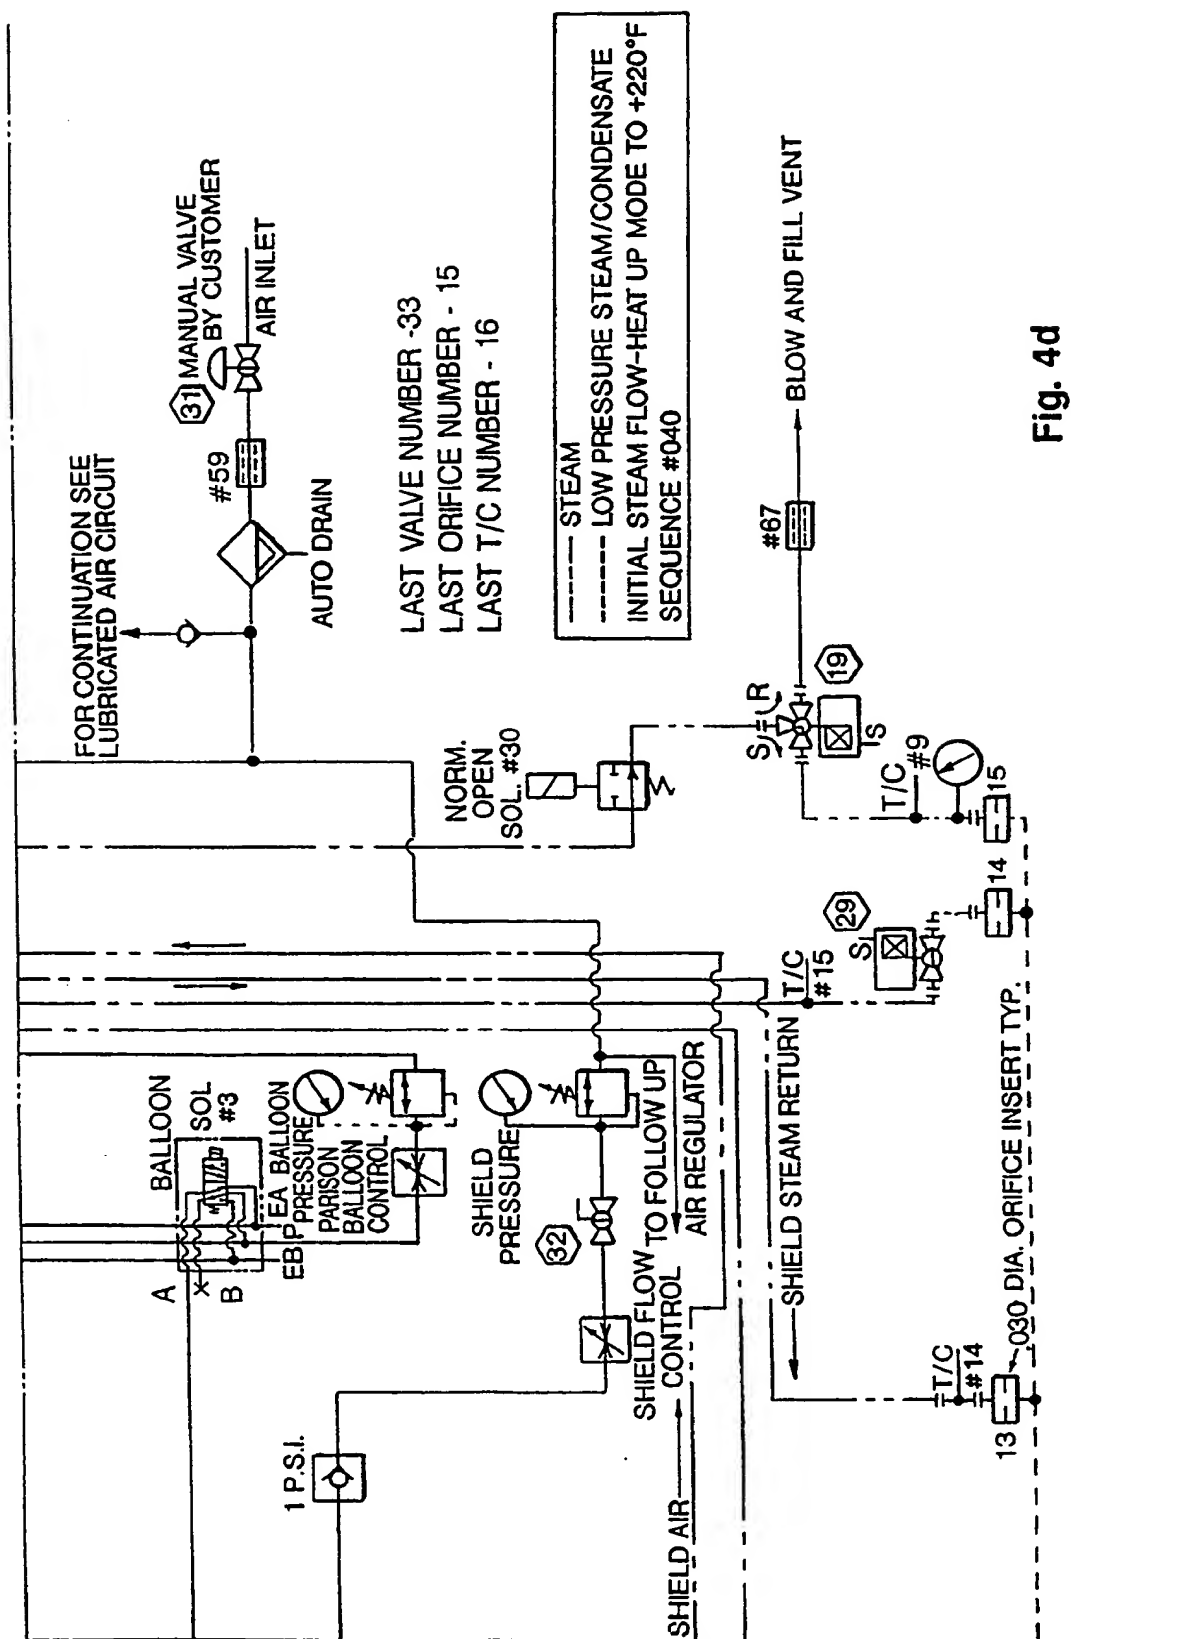 FOR CONTINUATION SEE
LUBRICATED AIR CIRCUIT
31
MANUAL VALVE
BY CUSTOMER
AIR INLET
#59
AUTO DRAIN
LAST VALVE NUMBER -33
LAST ORIFICE NUMBER - 15
LAST T/C NUMBER - 16
STEAM
LOW PRESSURE STEAM/CONDENSATE
INITIAL STEAM FLOW-HEAT UP MODE TO +220°F
SEQUENCE #040
NORM.
OPEN
SOL. #30
S
R
19
S
#67
BLOW AND FILL VENT
T/C
#9
15
14
29
S
T/C
#15
BALLOON
SOL
#3
A
X
B
EB
P
EA
BALLOON
PRESSURE
PARISON
BALLOON
CONTROL
SHIELD
PRESSURE
32
TO FOLLOW UP
AIR REGULATOR
SHIELD FLOW
CONTROL
1 P.S.I.
SHIELD AIR
SHIELD STEAM RETURN
T/C
#14
13
030 DIA. ORIFICE INSERT TYP.
Fig. 4d